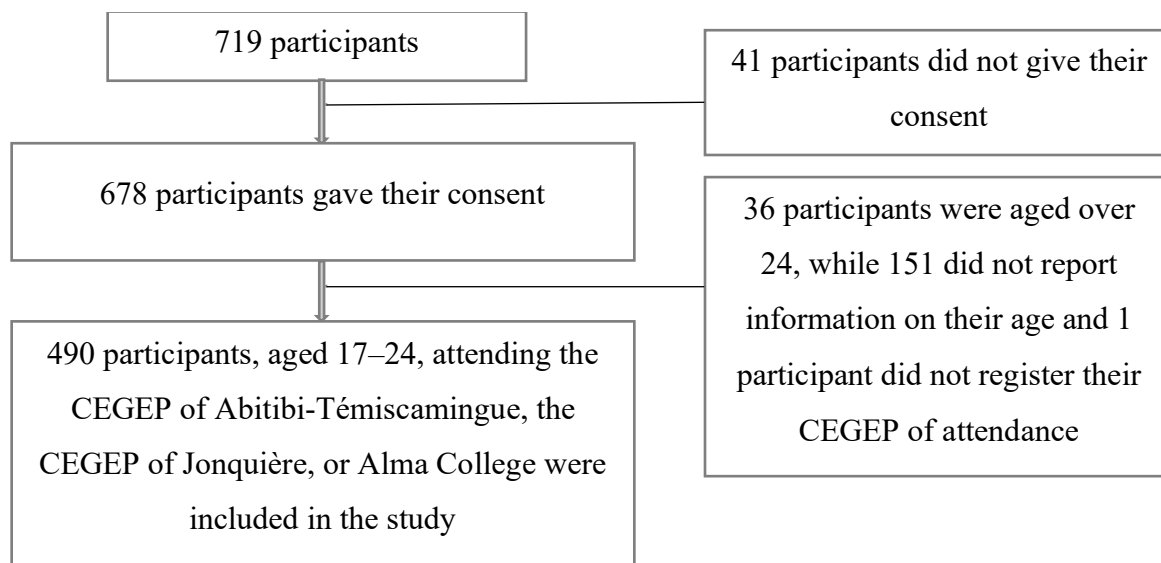 719 participants
41 participants did not give their
consent
678 participants gave their consent
36 participants were aged over
24, while 151 did not report
information on their age and 1
participant did not register their
CEGEP of attendance
490 participants, aged 17–24, attending the
CEGEP of Abitibi-Témiscamingue, the
CEGEP of Jonquière, or Alma College were
included in the study